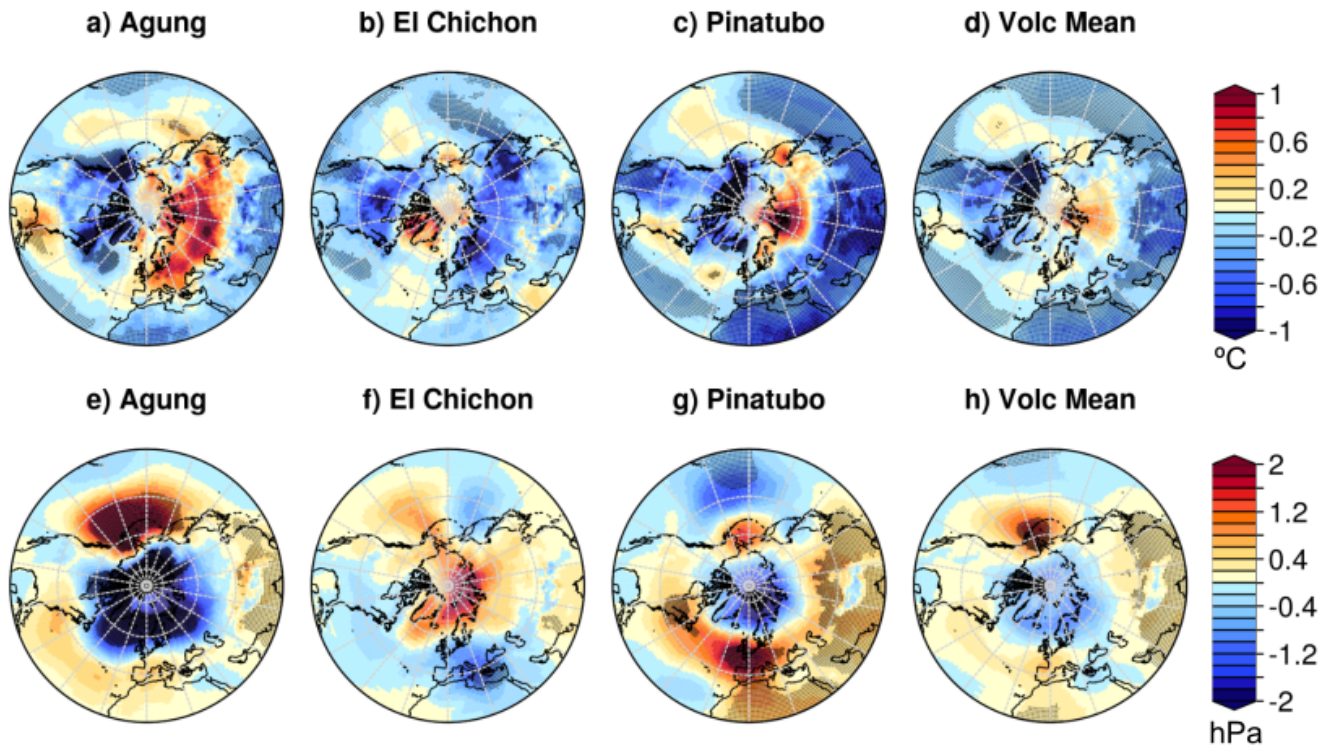 a) Agung
b) El Chichon
c) Pinatubo
d) Volc Mean
1
0.6
0.2
-0.2
-0.6
-1
ºC
e) Agung
f) El Chichon
g) Pinatubo
h) Volc Mean
2
1.2
0.4
-0.4
-1.2
-2
hPa